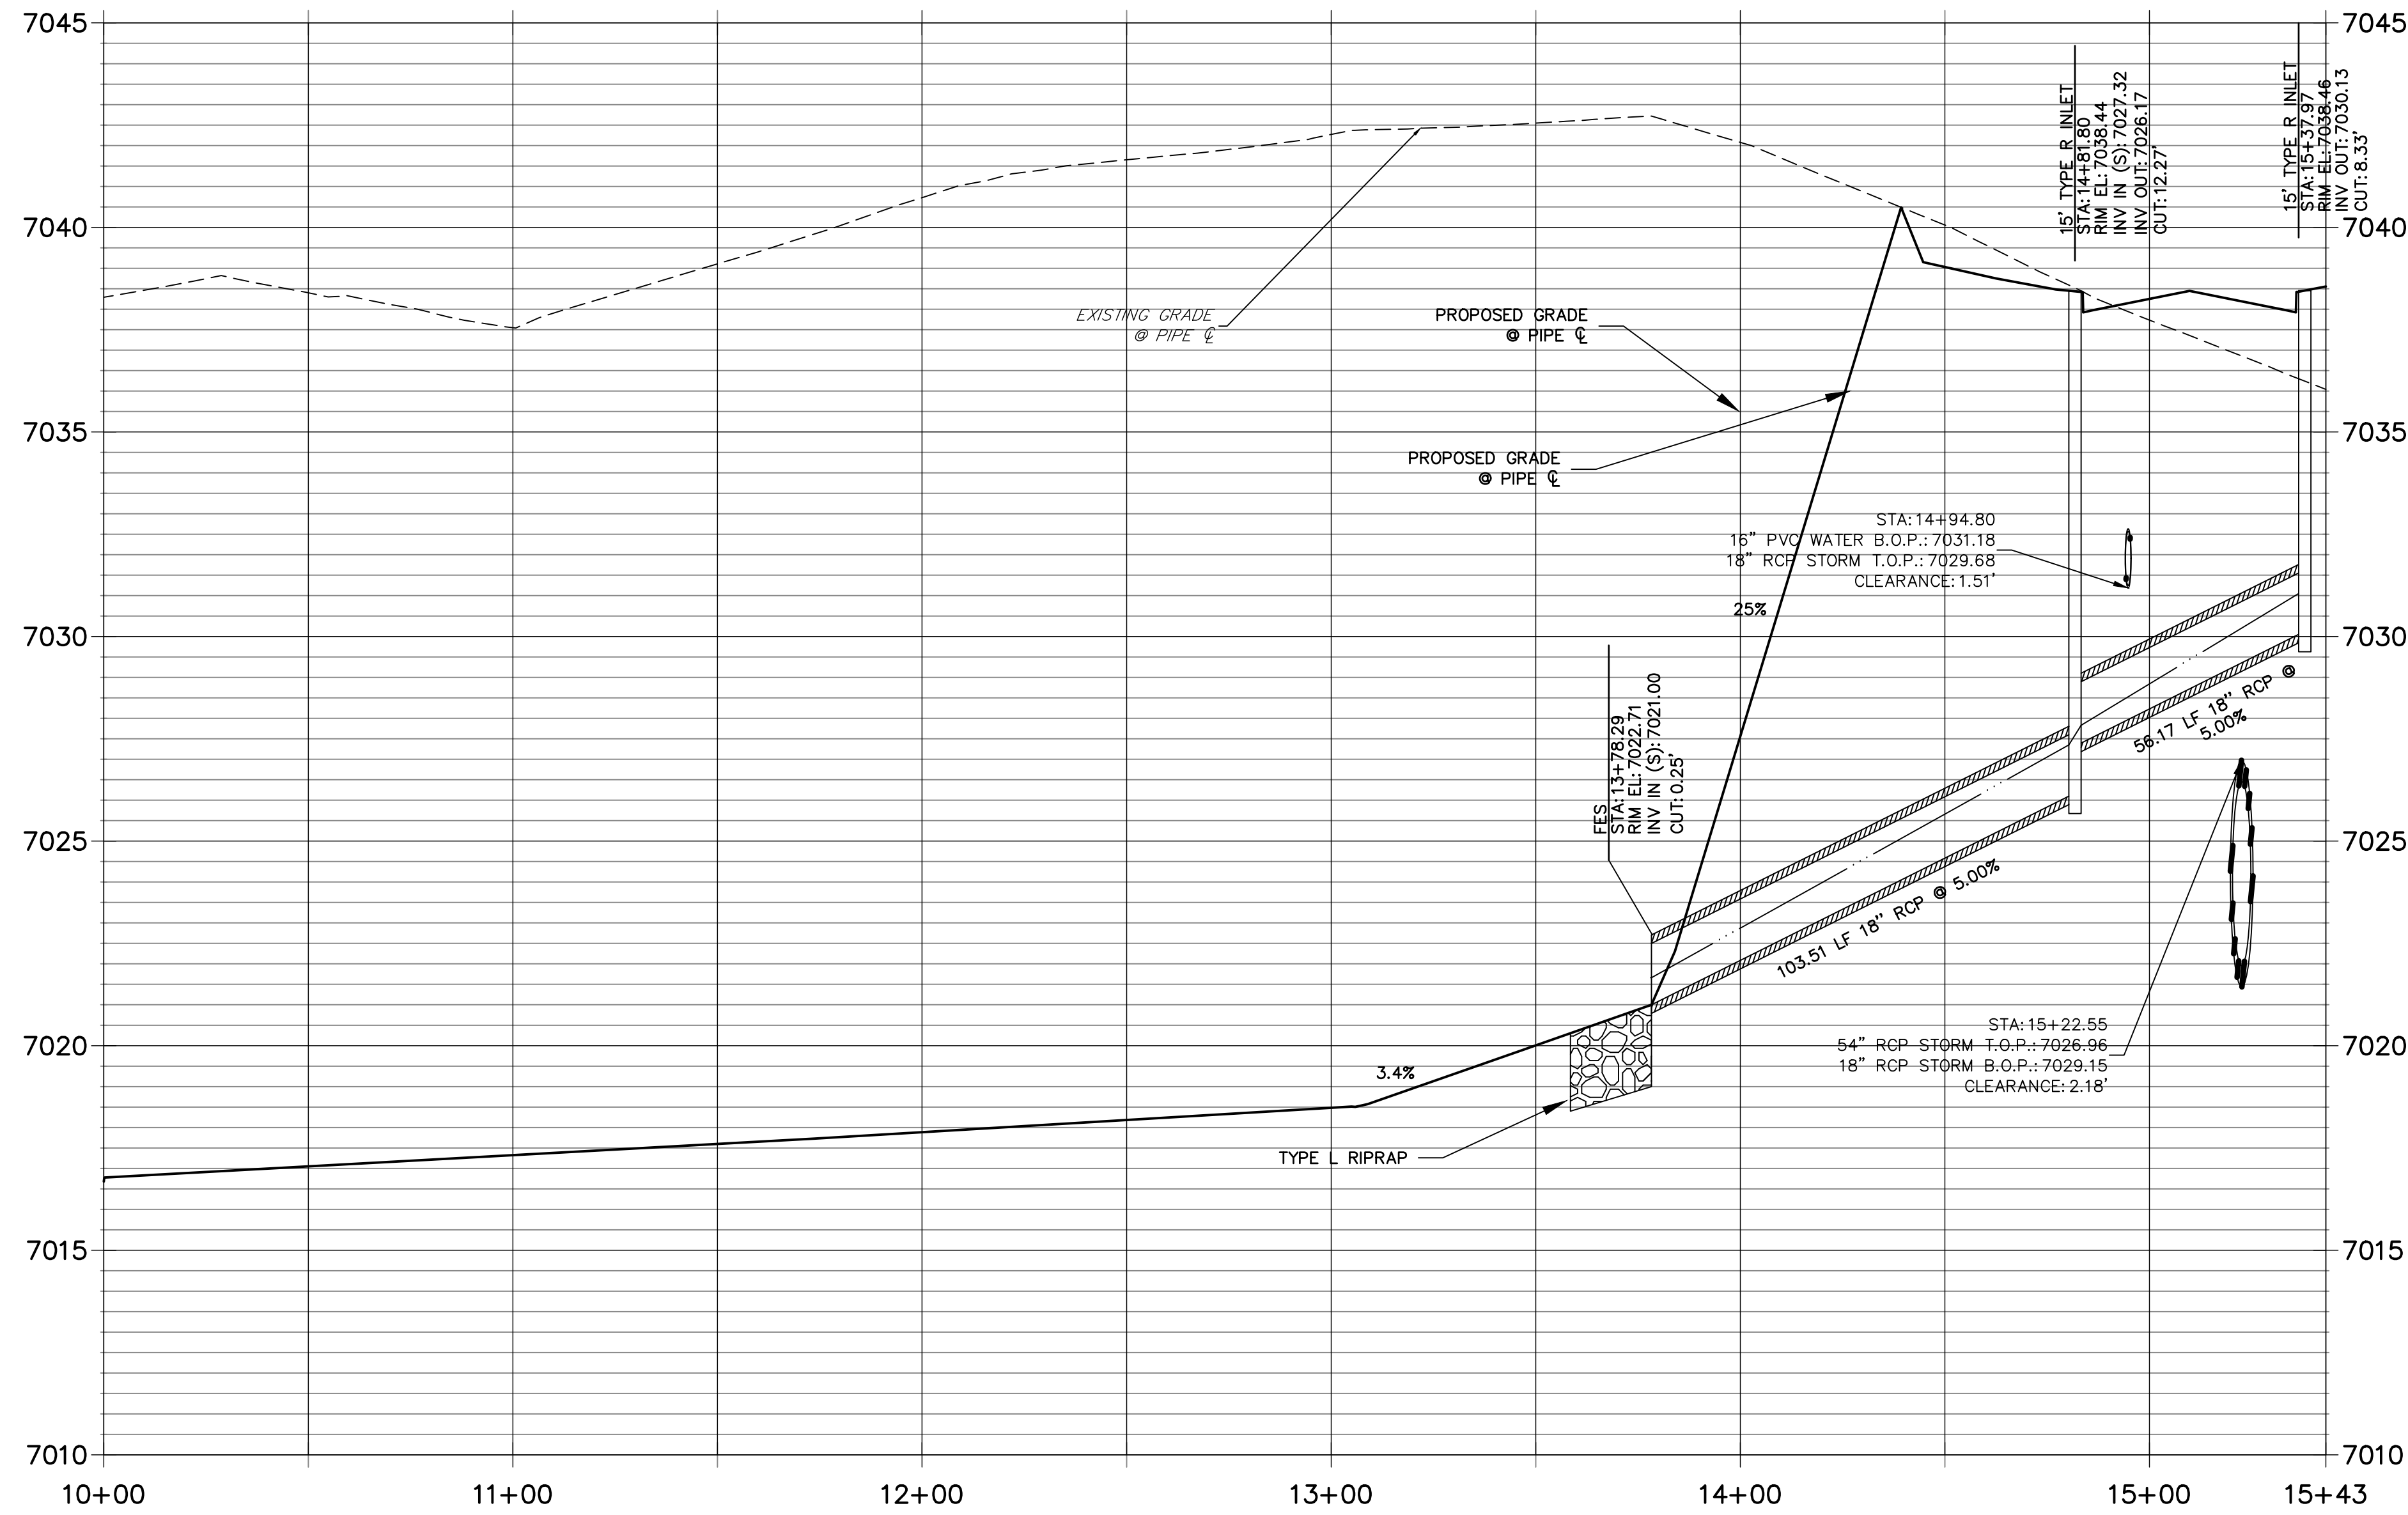 7045
7045
7040
7040
7035
7035
7030
7030
7025
7025
7020
7020
7015
7015
7010
7010
15' TYPE R INLET
STA:14+81.80
RIM EL:7038.44
INV IN (S):7027.32
INV OUT:7026.17
CUT:12.27'
15' TYPE R INLET
STA:15+37.97
RIM EL:7038.46
INV OUT:7030.13
CUT:8.33'
EXISTING GRADE
@ PIPE ℄
PROPOSED GRADE
@ PIPE ℄
PROPOSED GRADE
@ PIPE ℄
STA:14+94.80
16" PVC WATER B.O.P.:7031.18
18" RCP STORM T.O.P.:7029.68
CLEARANCE:1.51'
25%
FES
STA:13+78.29
RIM EL:7022.71
INV IN (S):7021.00
CUT:0.25'
56.17 LF 18" RCP @
5.00%
103.51 LF 18" RCP @ 5.00%
STA:15+22.55
54" RCP STORM T.O.P.:7026.96
18" RCP STORM B.O.P.:7029.15
CLEARANCE:2.18'
3.4%
TYPE L RIPRAP
10+00
11+00
12+00
13+00
14+00
15+00
15+43